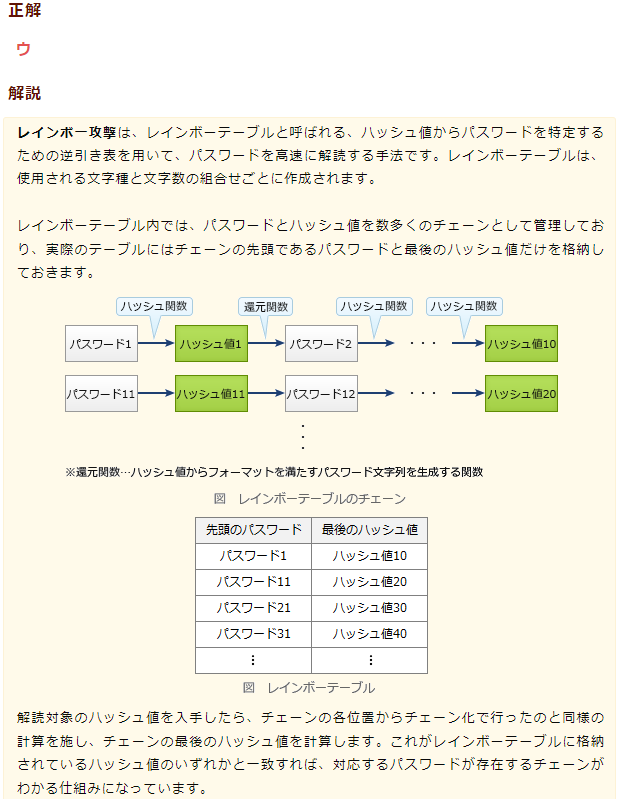 正解
ウ
解説
レインボー攻撃は、レインボーテーブルと呼ばれる、ハッシュ値からパスワードを特定する
ための逆引き表を用いて、パスワードを高速に解読する手法です。レインボーテーブルは、
使用される文字種と文字数の組合せごとに作成されます。
レインボーテーブル内では、パスワードとハッシュ値を数多くのチェーンとして管理してお
り、実際のテーブルにはチェーンの先頭であるパスワードと最後のハッシュ値だけを格納し
ておきます。
ハッシュ関数 還元関数 ハッシュ関数 ハッシュ関数
パスワード1 ハッシュ値1 パスワード2 ・・・ ハッシュ値10
パスワード11 ハッシュ値11 パスワード12 ・・・ ハッシュ値20
※還元関数…ハッシュ値からフォーマットを満たすパスワード文字列を生成する関数
図 レインボーテーブルのチェーン
先頭のパスワード 最後のハッシュ値
パスワード1 ハッシュ値10
パスワード11 ハッシュ値20
パスワード21 ハッシュ値30
パスワード31 ハッシュ値40
⋮ ⋮
図 レインボーテーブル
解読対象のハッシュ値を入手したら、チェーンの各位置からチェーン化で行ったのと同様の
計算を施し、チェーンの最後のハッシュ値を計算します。これがレインボーテーブルに格納
されているハッシュ値のいずれかと一致すれば、対応するパスワードが存在するチェーンが
わかる仕組みになっています。